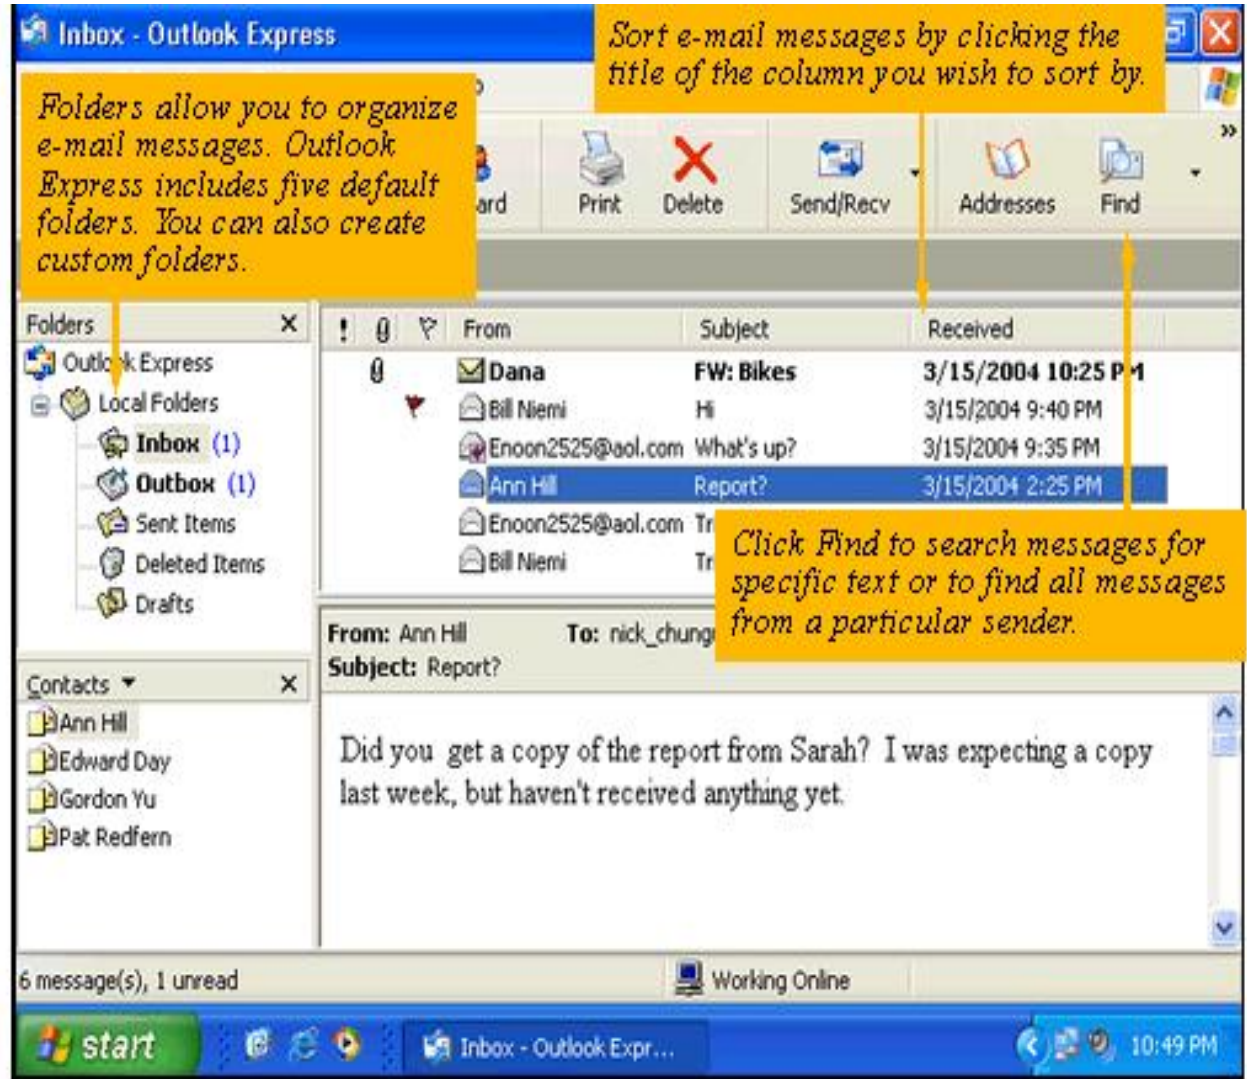 Inbox - Outlook Express
Sort e-mail messages by clicking the
title of the column you wish to sort by.
Folders allow you to organize
e-mail messages. Outlook
Express includes five default
folders. You can also create
custom folders.
ard Print Delete Send/Recv Addresses Find »
Folders X
! From Subject Received
Outlook Express
Local Folders
Inbox (1)
Outbox (1)
Sent Items
Deleted Items
Drafts
Dana FW: Bikes 3/15/2004 10:25 PM
Bill Niemi Hi 3/15/2004 9:40 PM
Enoon2525@aol.com What's up? 3/15/2004 9:35 PM
Ann Hill Report? 3/15/2004 2:25 PM
Enoon2525@aol.com Tr
Bill Niemi Tr
Click Find to search messages for
specific text or to find all messages
from a particular sender.
From: Ann Hill To: nick_chung
Subject: Report?
Contacts X
Ann Hill
Edward Day
Gordon Yu
Pat Redfern
Did you get a copy of the report from Sarah? I was expecting a copy
last week, but haven't received anything yet.
6 message(s), 1 unread Working Online
start Inbox - Outlook Expr... 10:49 PM